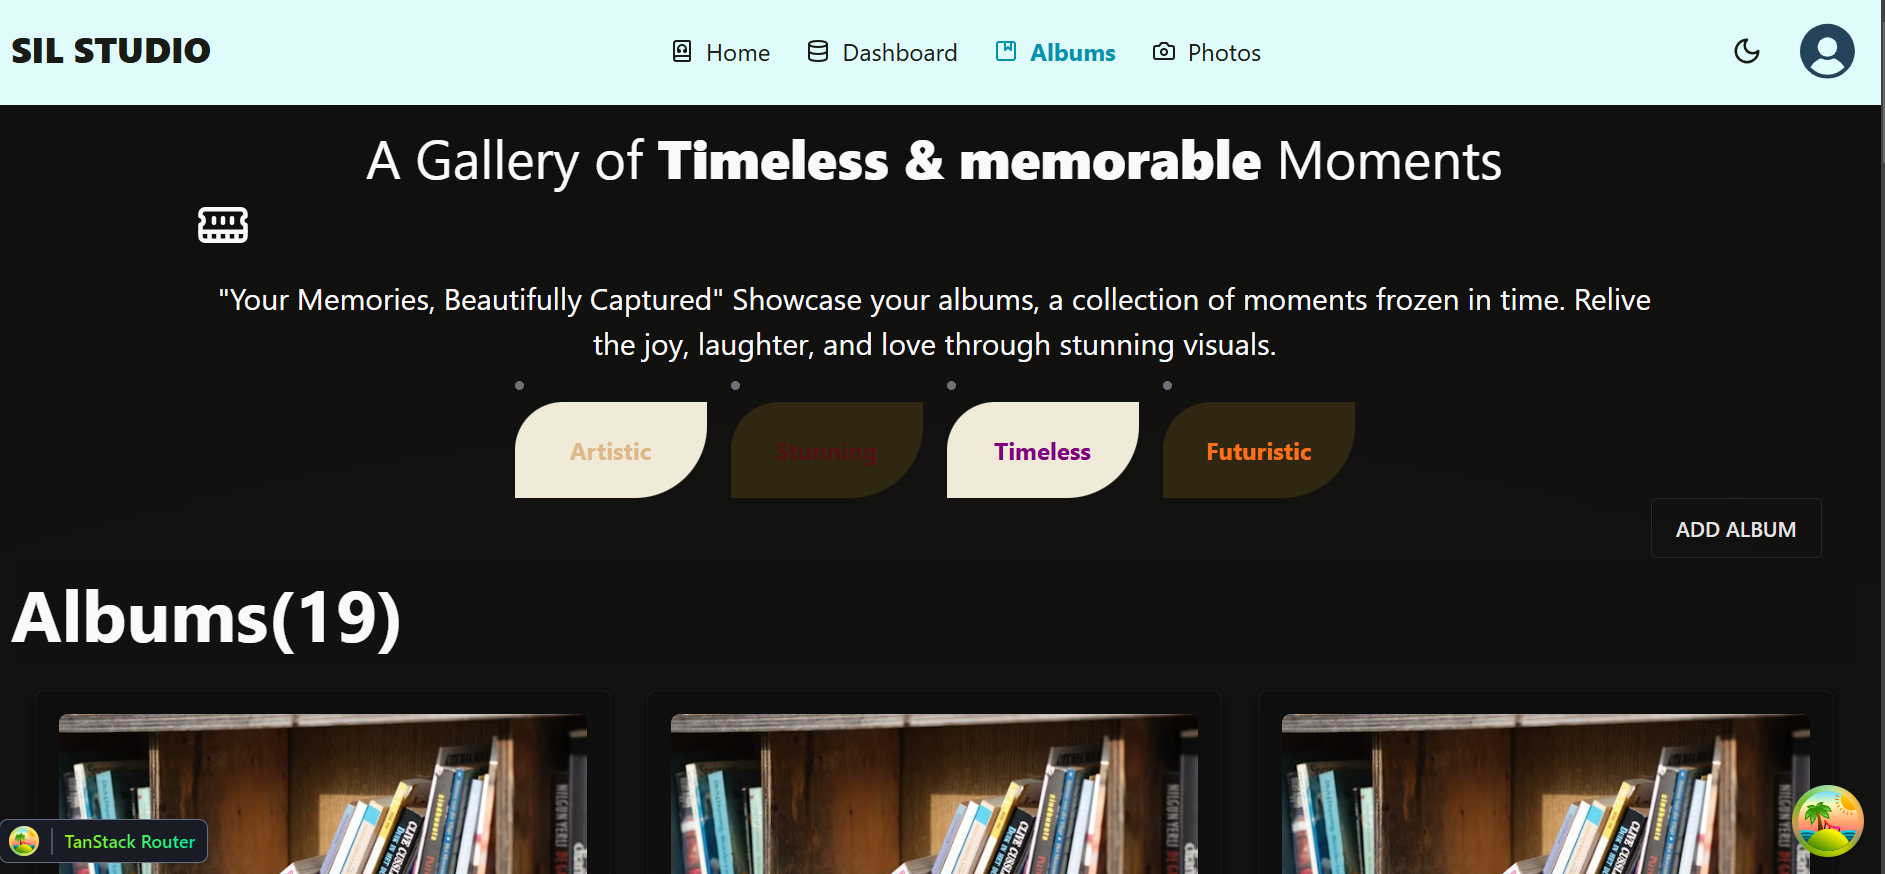 SIL STUDIO
Home Dashboard Albums Photos
A Gallery of Timeless & memorable Moments
"Your Memories, Beautifully Captured" Showcase your albums, a collection of moments frozen in time. Relive
the joy, laughter, and love through stunning visuals.
Artistic Stunning Timeless Futuristic
ADD ALBUM
Albums(19)
TanStack Router